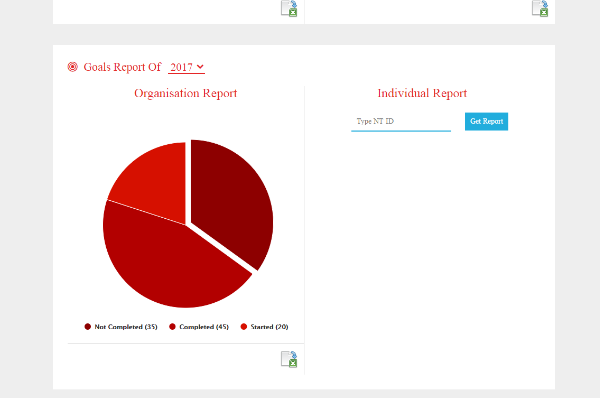 Goals Report Of 2017
Organisation Report
Not Completed (35) Completed (45) Started (20)
Individual Report
Type NT ID Get Report